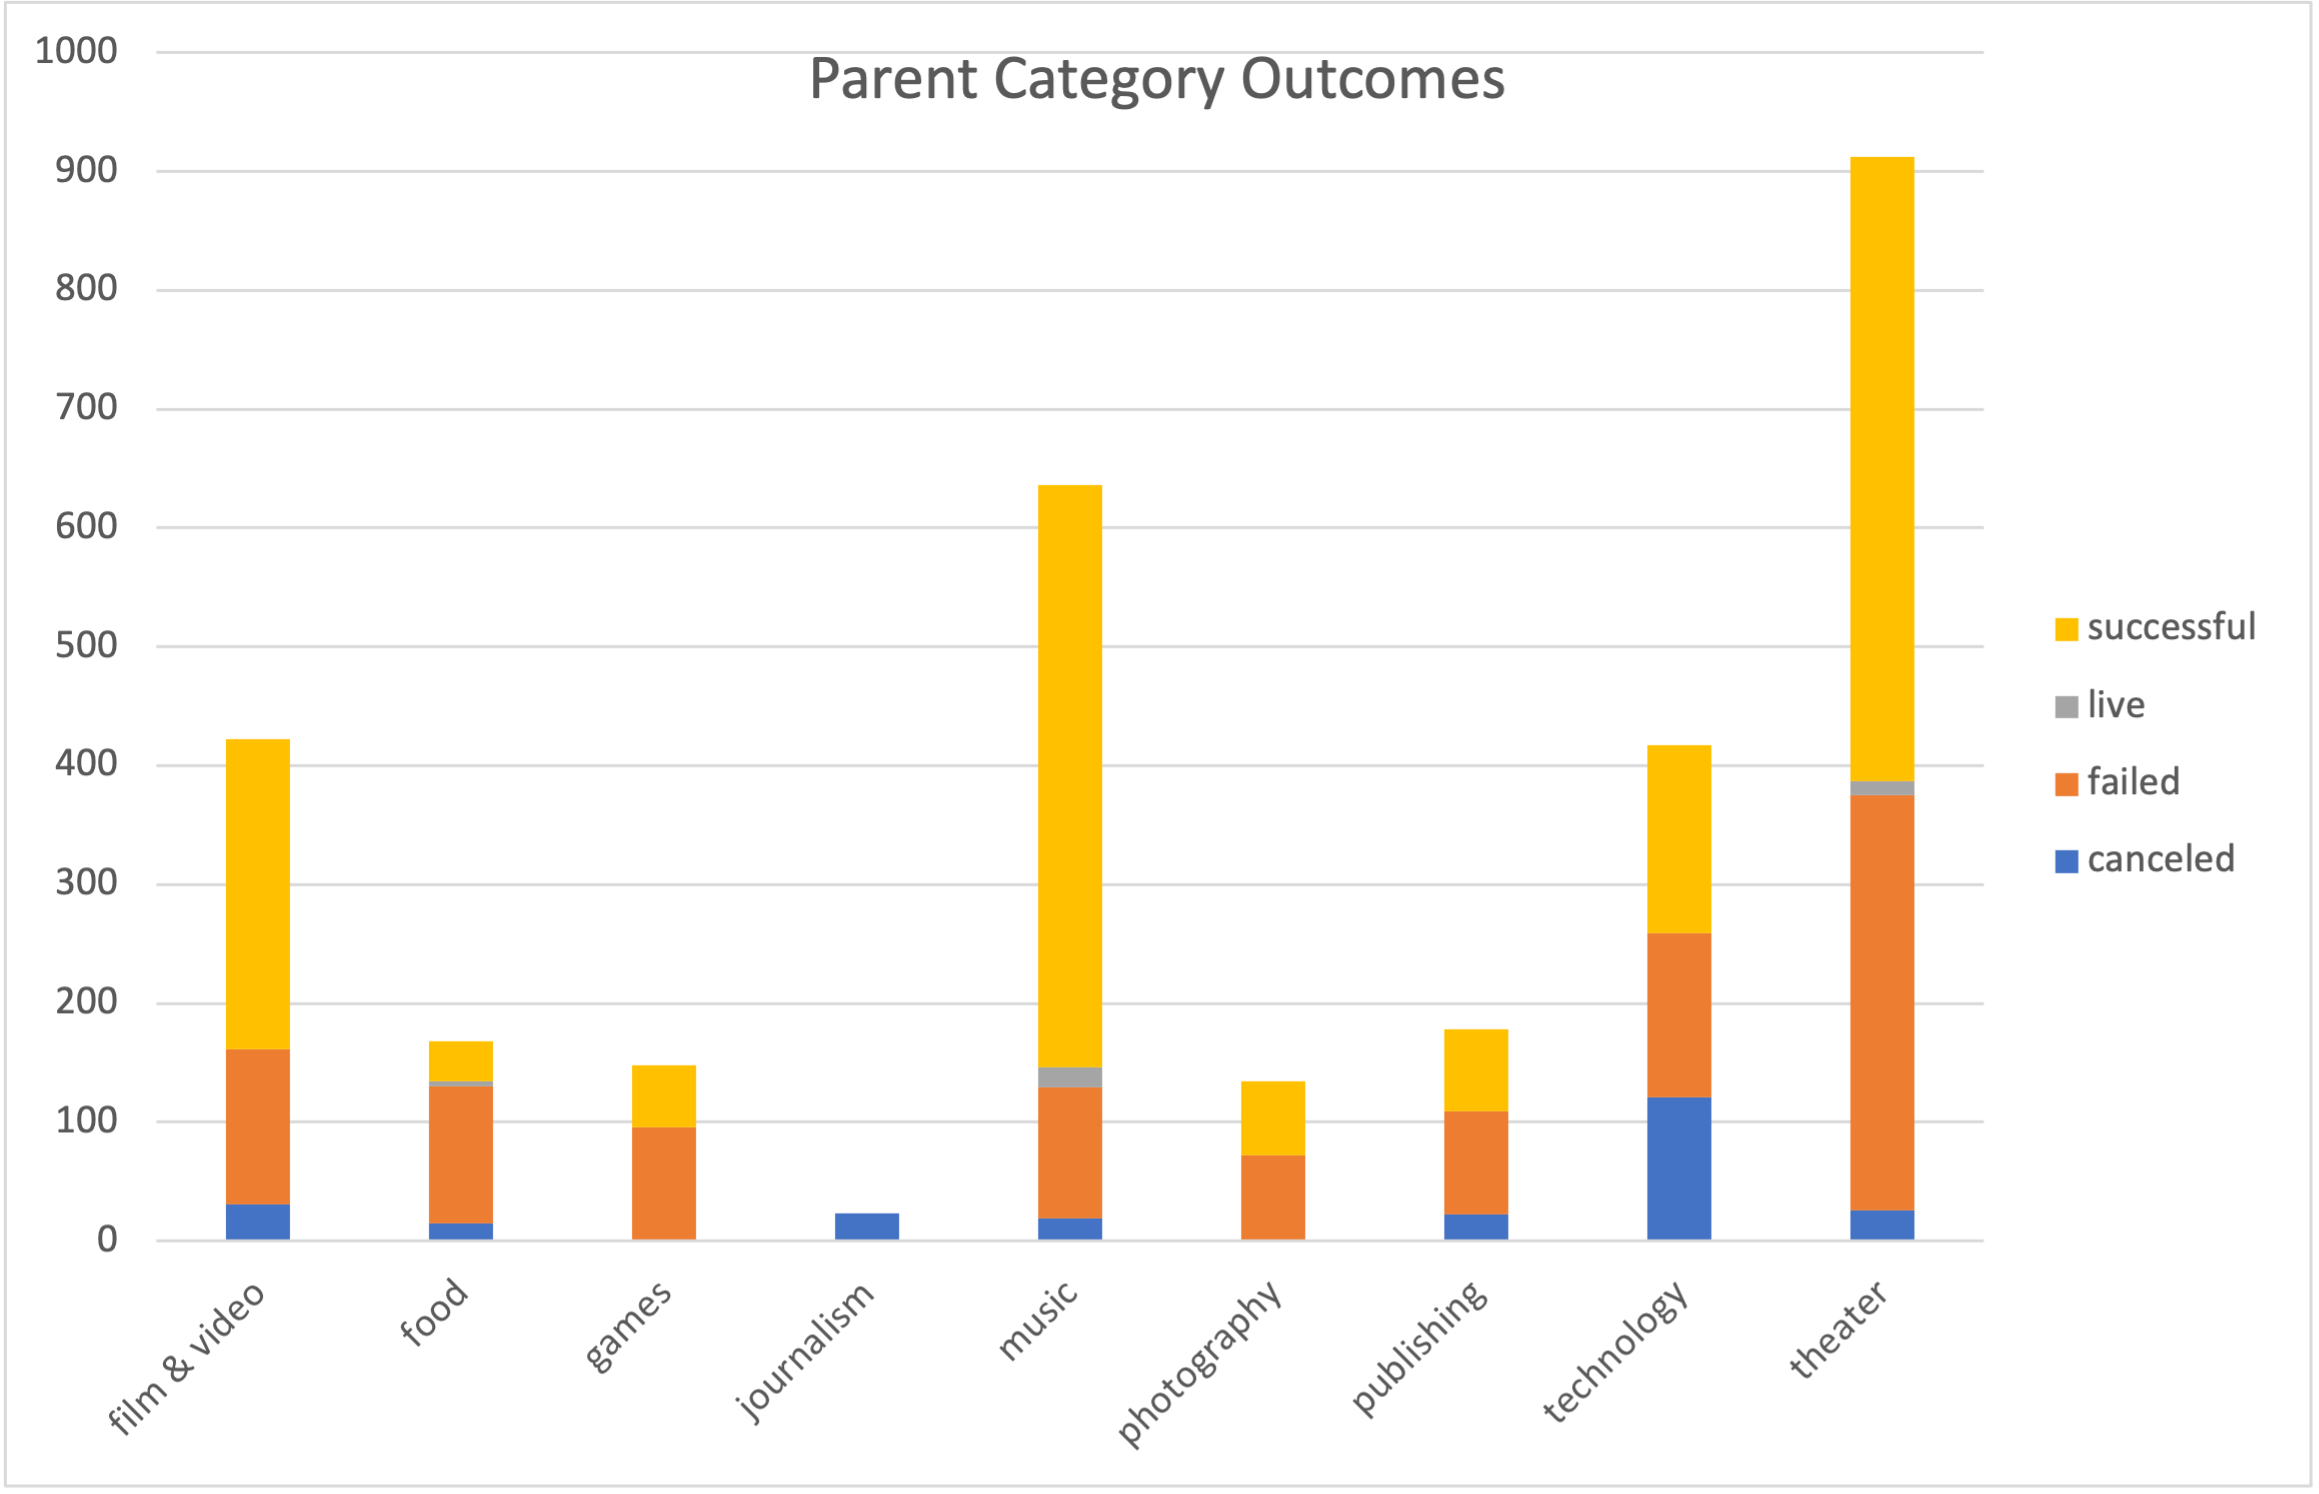 Parent Category Outcomes
1000
900
800
700
600
500
400
300
200
100
0
film & video
food
games
journalism
music
photography
publishing
technology
theater
successful
live
failed
canceled